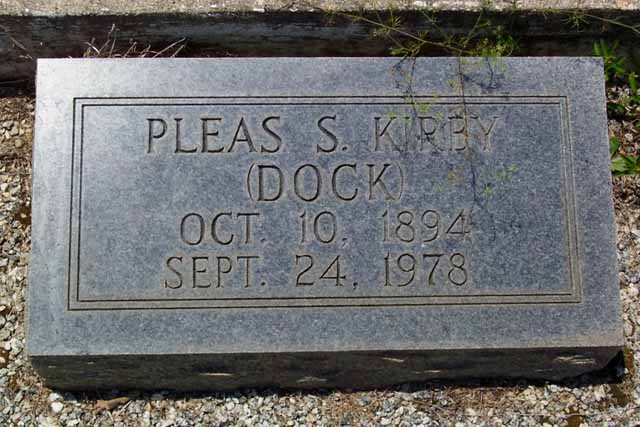 PLEAS S. KIRBY
(DOCK)
OCT. 10, 1894
SEPT. 24, 1978